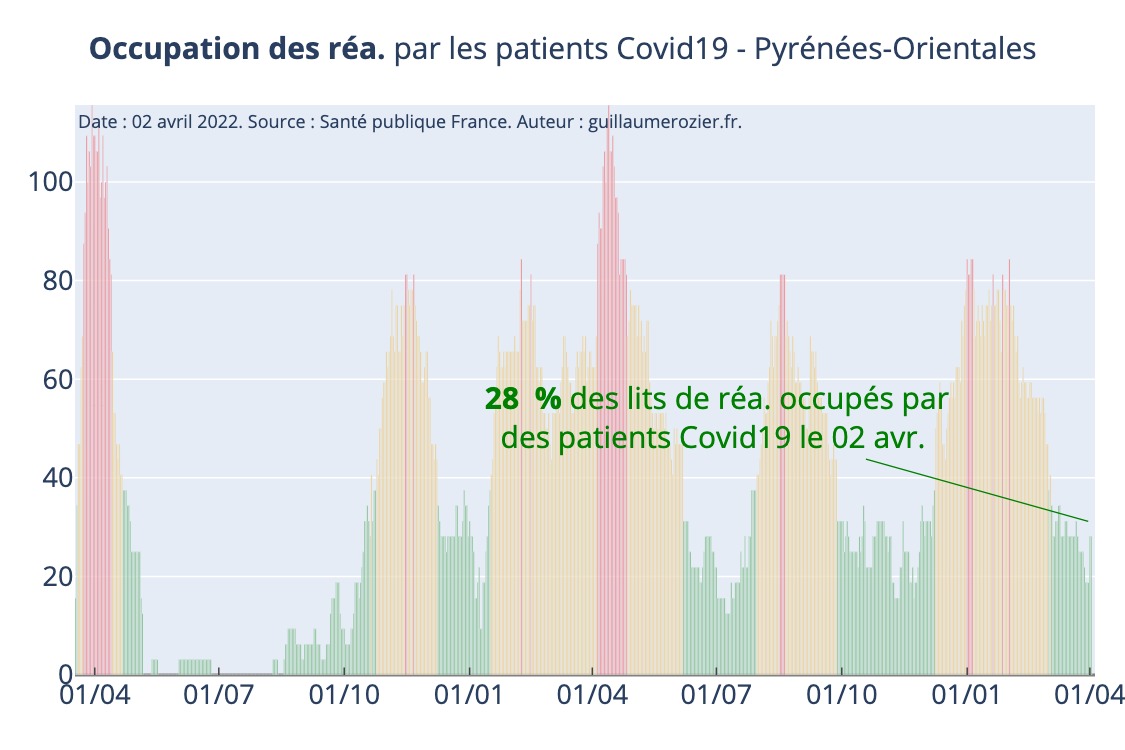 Occupation des réa. par les patients Covid19 - Pyrénées-Orientales
Date : 02 avril 2022. Source : Santé publique France. Auteur : guillaumerozier.fr.
100
80
60
28 % des lits de réa. occupés par
des patients Covid19 le 02 avr.
40
20
0
01/04 01/07 01/10 01/01 01/04 01/07 01/10 01/01 01/04